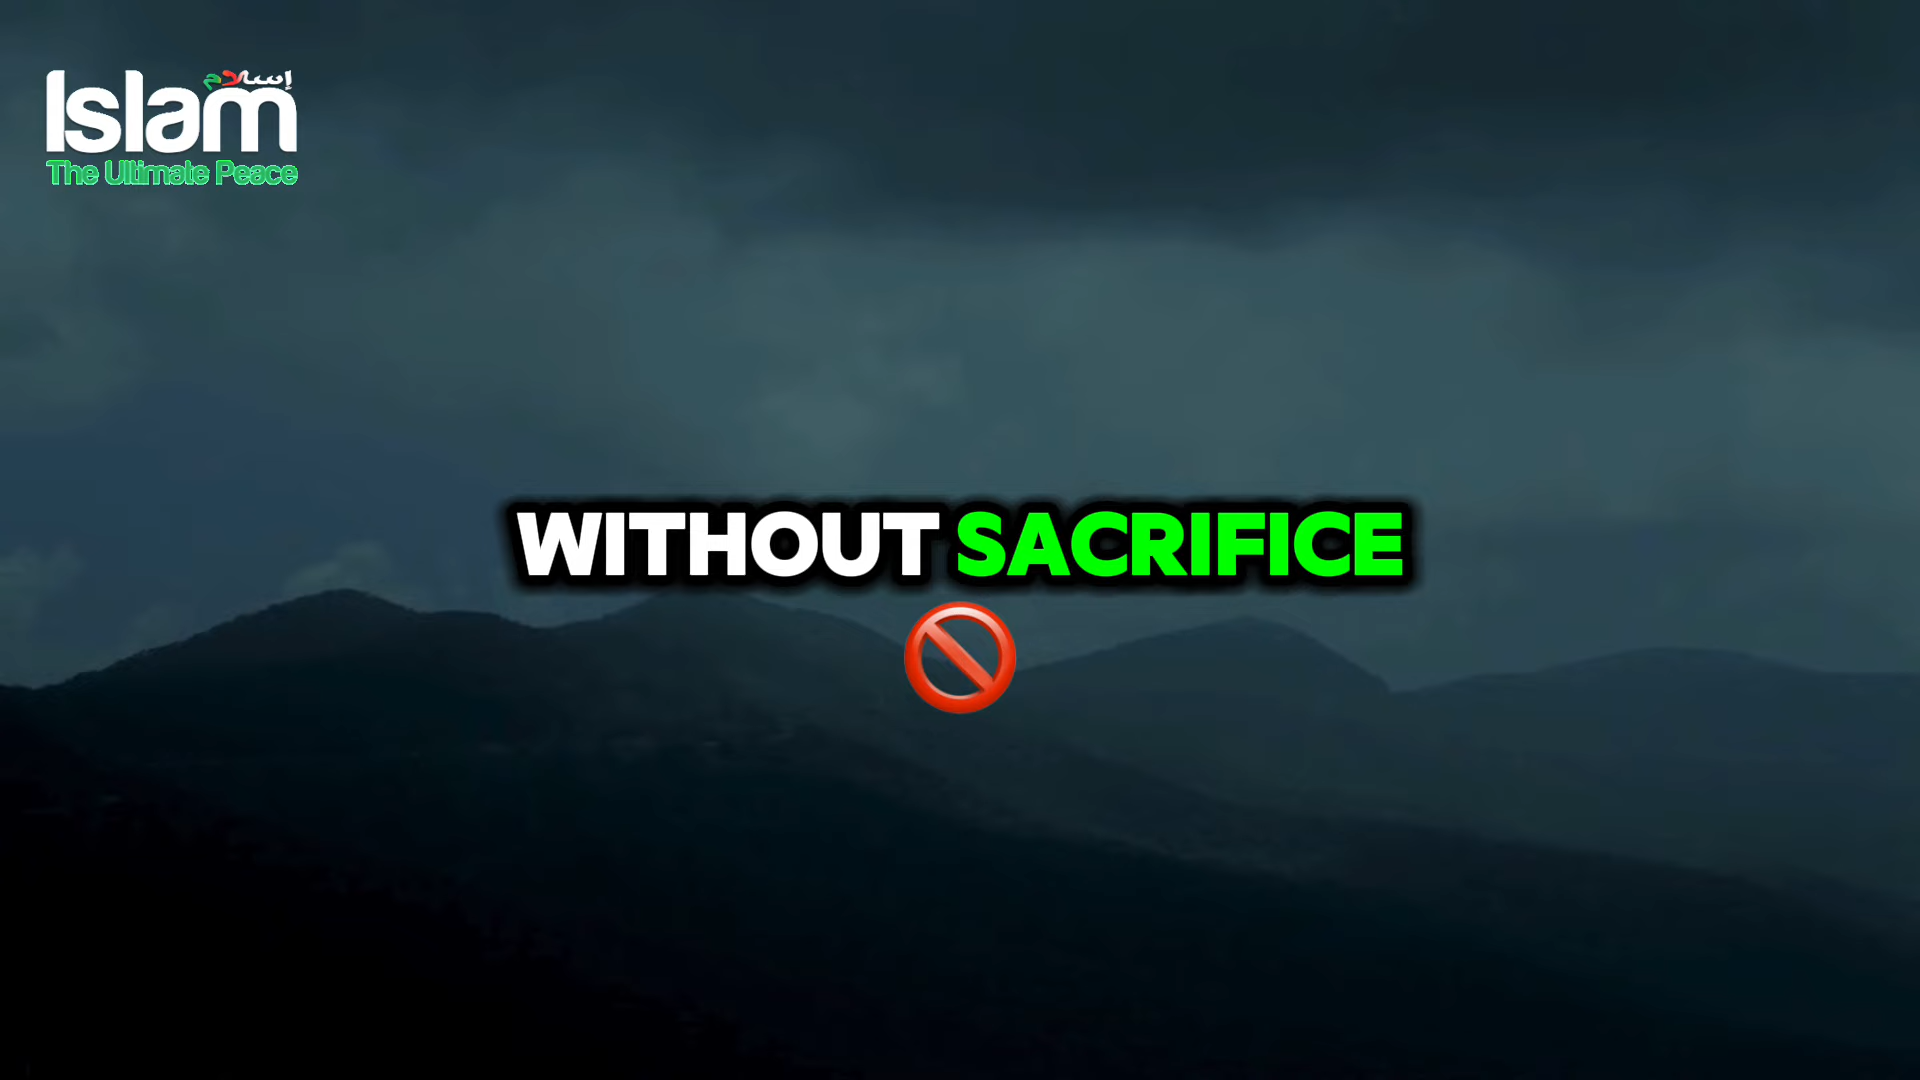 إسلام
Islam
The Ultimate Peace
WITHOUT SACRIFICE